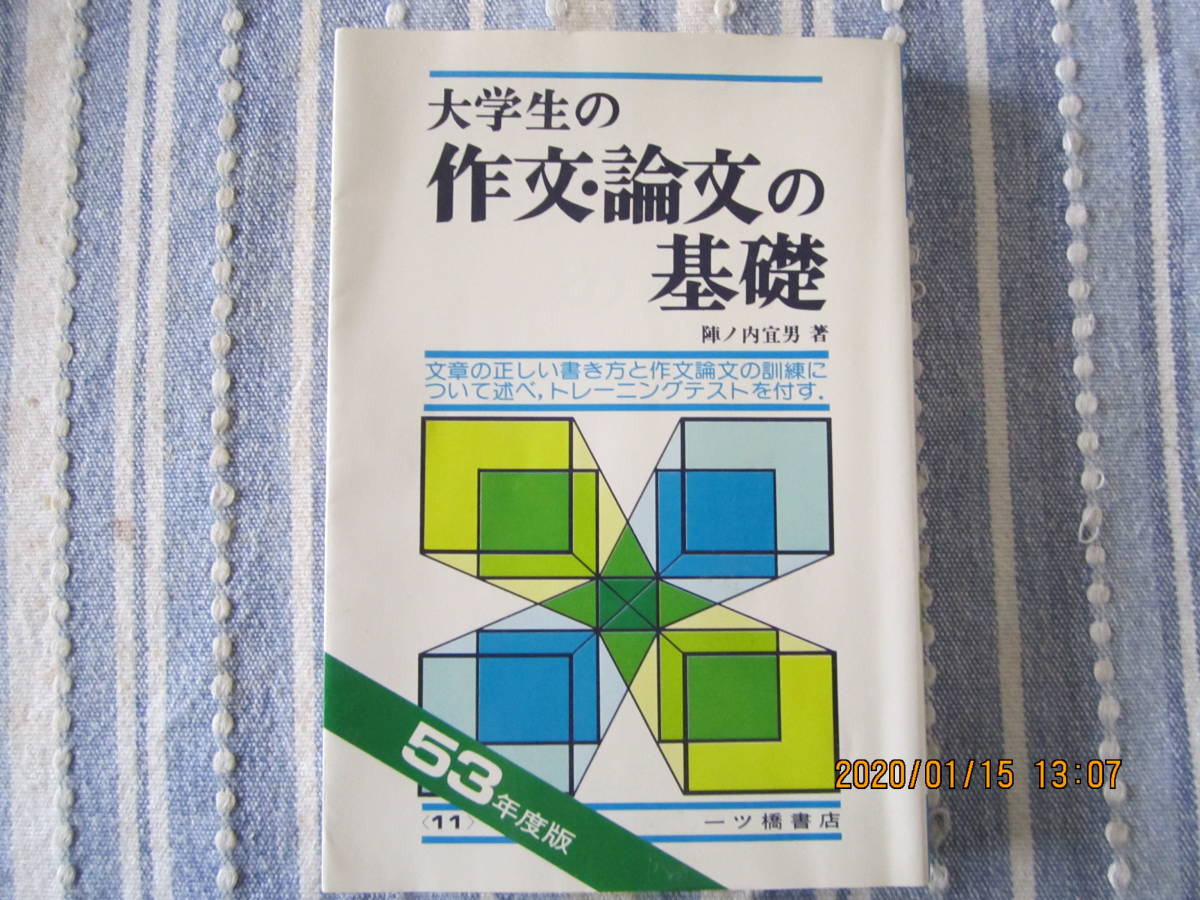 大学生の
作文・論文の
基礎
陣ノ内宜男 著
文章の正しい書き方と作文論文の訓練に
ついて述べ,トレーニングテストを付す.
53年度版
〈11〉
一ツ橋書店
2020/01/15 13:07